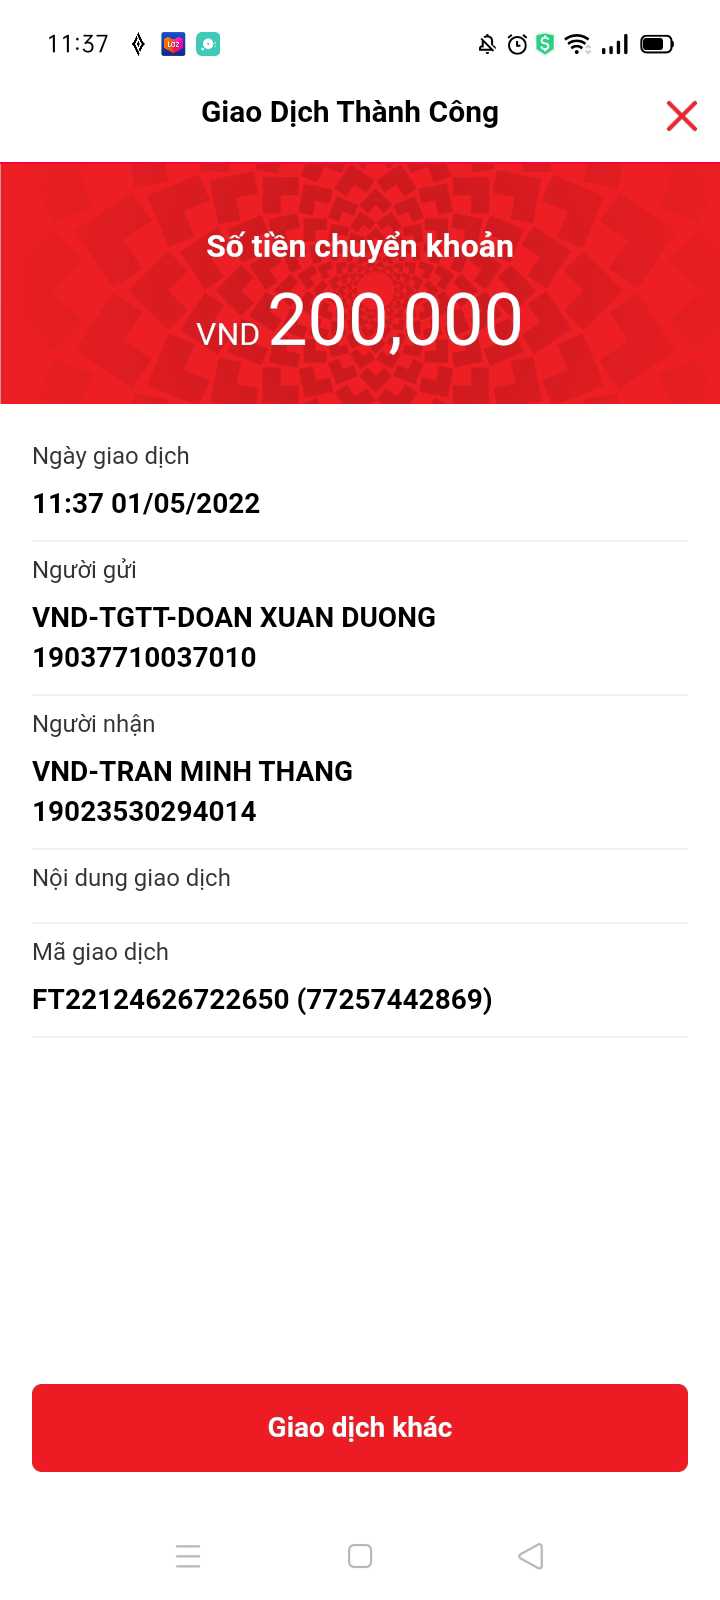 11:37
Giao Dịch Thành Công
Số tiền chuyển khoản
VND 200,000
Ngày giao dịch
11:37 01/05/2022
Người gửi
VND-TGTT-DOAN XUAN DUONG
19037710037010
Người nhận
VND-TRAN MINH THANG
19023530294014
Nội dung giao dịch
Mã giao dịch
FT22124626722650 (77257442869)
Giao dịch khác